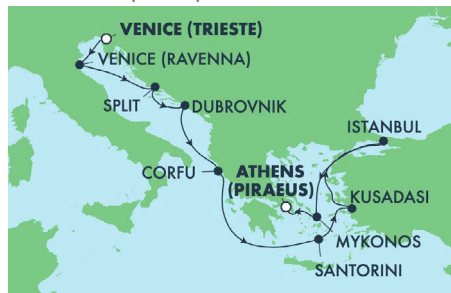 VENICE (TRIESTE)
VENICE (RAVENNA)
SPLIT
DUBROVNIK
ISTANBUL
CORFU
ATHENS
(PIRAEUS)
KUSADASI
MYKONOS
SANTORINI